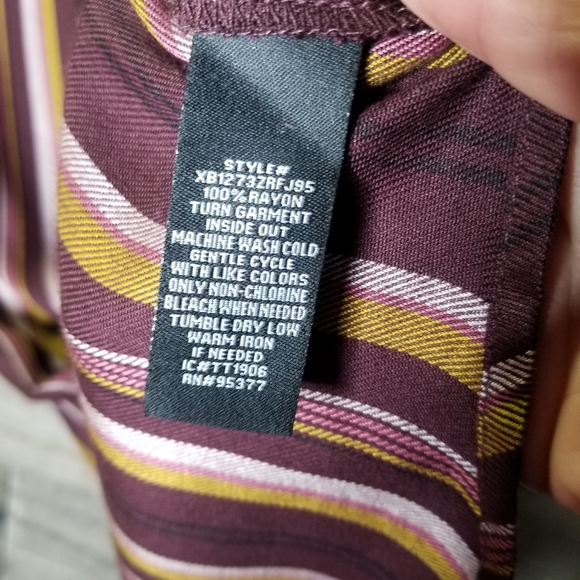 STYLE#
XB1273ZRFJ95
100% RAYON
TURN GARMENT
INSIDE OUT
MACHINE WASH COLD
GENTLE CYCLE
WITH LIKE COLORS
ONLY NON-CHLORINE
BLEACH WHEN NEEDED
TUMBLE DRY LOW
WARM IRON
IF NEEDED
IC#TT1906
RN#95377